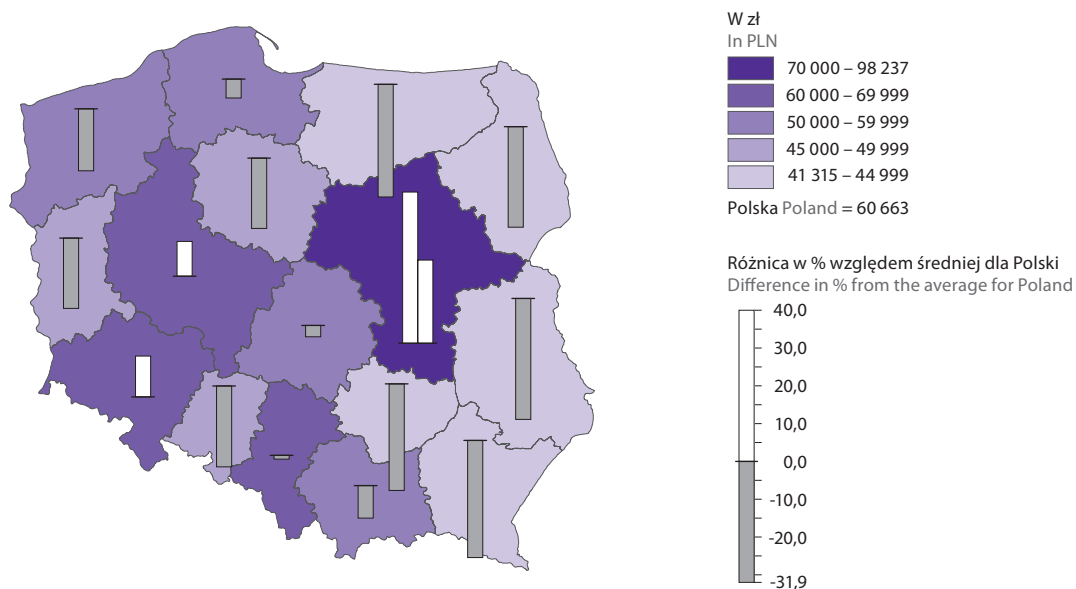 W zł
In PLN
70 000 – 98 237
60 000 – 69 999
50 000 – 59 999
45 000 – 49 999
41 315 – 44 999
Polska Poland = 60 663
Różnica w % względem średniej dla Polski
Difference in % from the average for Poland
40,0
30,0
20,0
10,0
0,0
-10,0
-20,0
-31,9